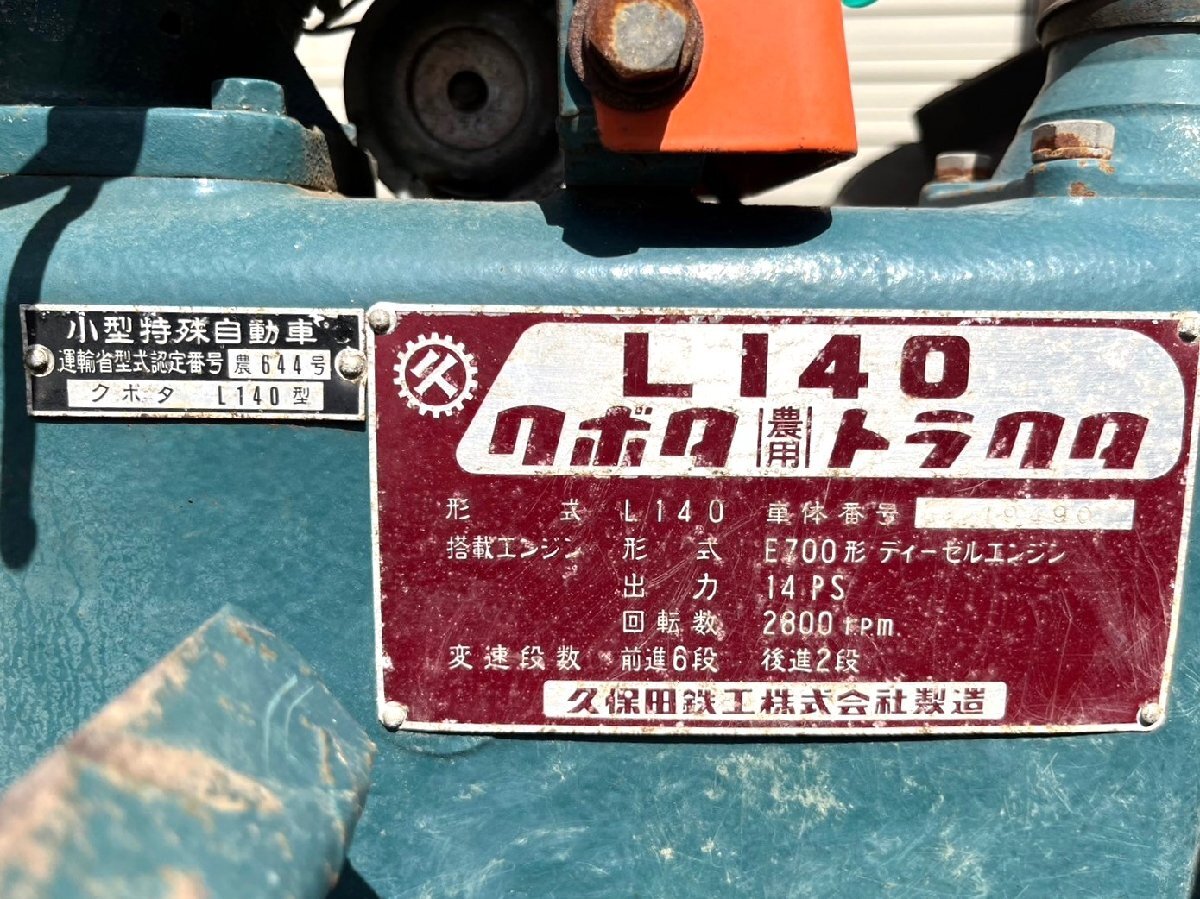 小型特殊自動車
運輸省型式認定番号 農644号
クボタ L140型
久
L140
クボタ 農用 トラクタ
形式 L140 車体番号
搭載エンジン 形式 E700形 ディーゼルエンジン
出力 14PS
回転数 2800 r.p.m.
変速段数 前進6段 後進2段
久保田鉄工株式会社製造